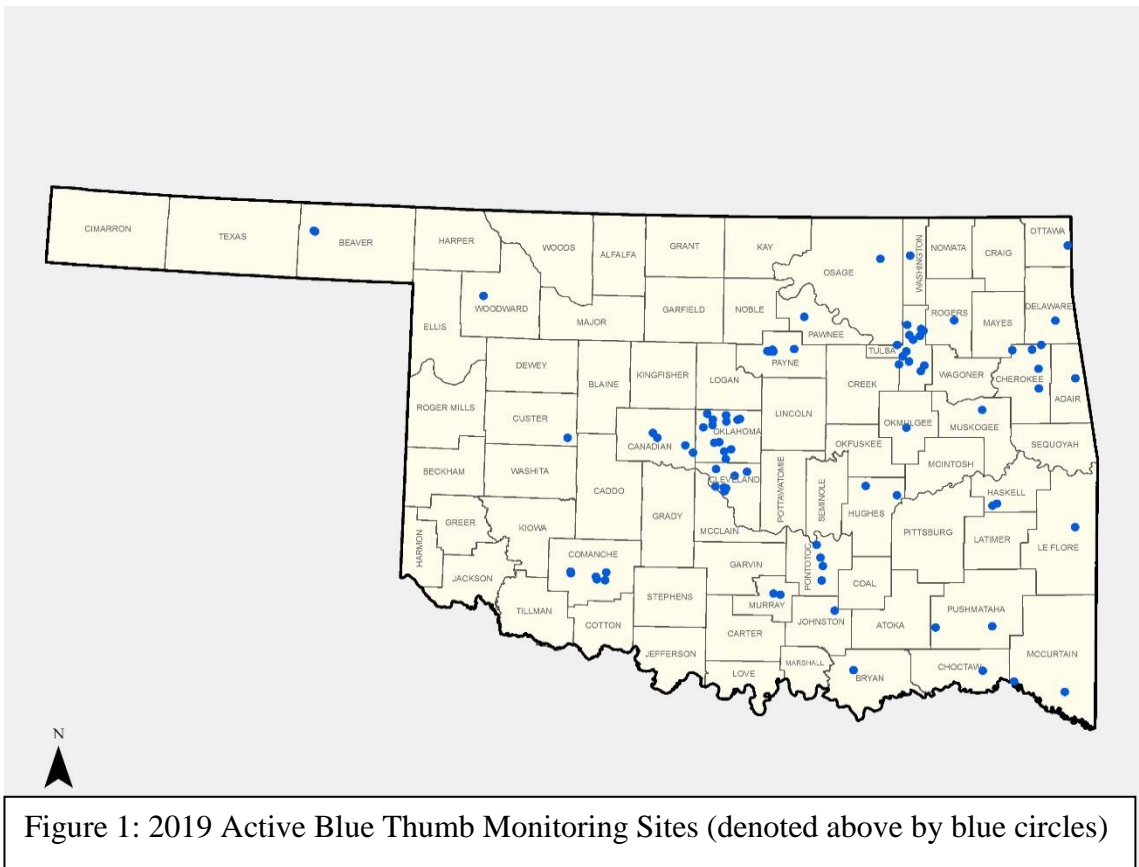 CIMARRON
TEXAS
BEAVER
HARPER
WOODS
ALFALFA
GRANT
KAY
OSAGE
WASHINGTON
NOWATA
CRAIG
OTTAWA
ELLIS
WOODWARD
MAJOR
GARFIELD
NOBLE
PAWNEE
ROGERS
MAYES
DELAWARE
DEWEY
BLAINE
KINGFISHER
LOGAN
PAYNE
TULSA
CREEK
WAGONER
CHEROKEE
ADAIR
ROGER MILLS
CUSTER
CANADIAN
OKLAHOMA
LINCOLN
OKFUSKEE
OKMULGEE
MUSKOGEE
SEQUOYAH
BECKHAM
WASHITA
CADDO
GRADY
CLEVELAND
MCCLAIN
POTTAWATOMIE
SEMINOLE
HUGHES
MCINTOSH
HASKELL
PITTSBURG
LATIMER
LE FLORE
HARMON
GREER
KIOWA
JACKSON
COMANCHE
TILLMAN
COTTON
STEPHENS
JEFFERSON
GARVIN
MURRAY
CARTER
LOVE
PONTOTOC
JOHNSTON
MARSHALL
COAL
ATOKA
BRYAN
PUSHMATAHA
CHOCTAW
MCCURTAIN
N
Figure 1: 2019 Active Blue Thumb Monitoring Sites (denoted above by blue circles)